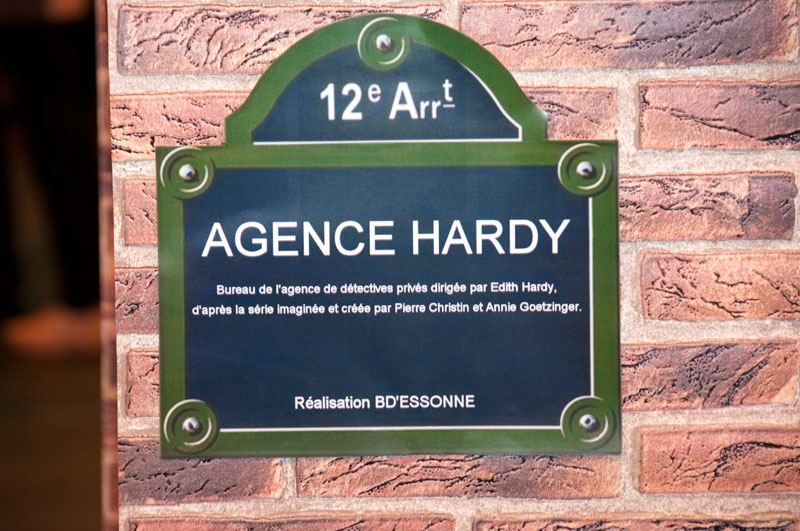 12e Arrt
AGENCE HARDY
Bureau de l'agence de détectives privés dirigée par Edith Hardy,
d'après la série imaginée et créée par Pierre Christin et Annie Goetzinger.
Réalisation BD'ESSONNE